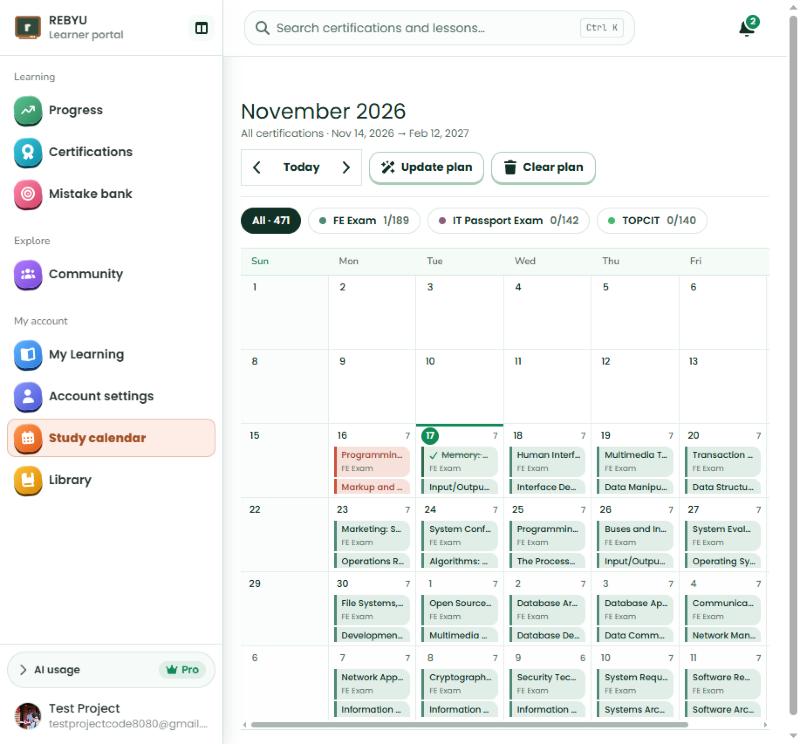 REBYU
Learner portal
Search certifications and lessons...
Ctrl K
2
Learning
Progress
Certifications
Mistake bank
Explore
Community
My account
My Learning
Account settings
Study calendar
Library
AI usage
Pro
Test Project
testprojectcode8080@gmail....
November 2026
All certifications · Nov 14, 2026 → Feb 12, 2027
Today
Update plan
Clear plan
All · 471
FE Exam 1/189
IT Passport Exam 0/142
TOPCIT 0/140
Sun Mon Tue Wed Thu Fri
1 2 3 4 5 6
8 9 10 11 12 13
15 16 7 17 7 18 7 19 7 20 7
Programmin... ✓ Memory: ... Human Interf... Multimedia T... Transaction ...
FE Exam FE Exam FE Exam FE Exam FE Exam
Markup and ... Input/Outpu... Interface De... Data Manipu... Data Structu...
22 23 7 24 7 25 7 26 7 27 7
Marketing: S... System Conf... Programmin... Buses and In... System Eval...
FE Exam FE Exam FE Exam FE Exam FE Exam
Operations R... Algorithms: ... The Process... Input/Outpu... Operating Sy...
29 30 7 1 7 2 7 3 7 4 7
File Systems,... Open Source... Database Ar... Database Ap... Communica...
FE Exam FE Exam FE Exam FE Exam FE Exam
Developmen... Multimedia ... Database De... Data Comm... Network Man...
6 7 7 8 7 9 6 10 7 11 7
Network App... Cryptograph... Security Tec... System Requ... Software Re...
FE Exam FE Exam FE Exam FE Exam FE Exam
Information ... Information ... Information ... Systems Arc... Software Arc...